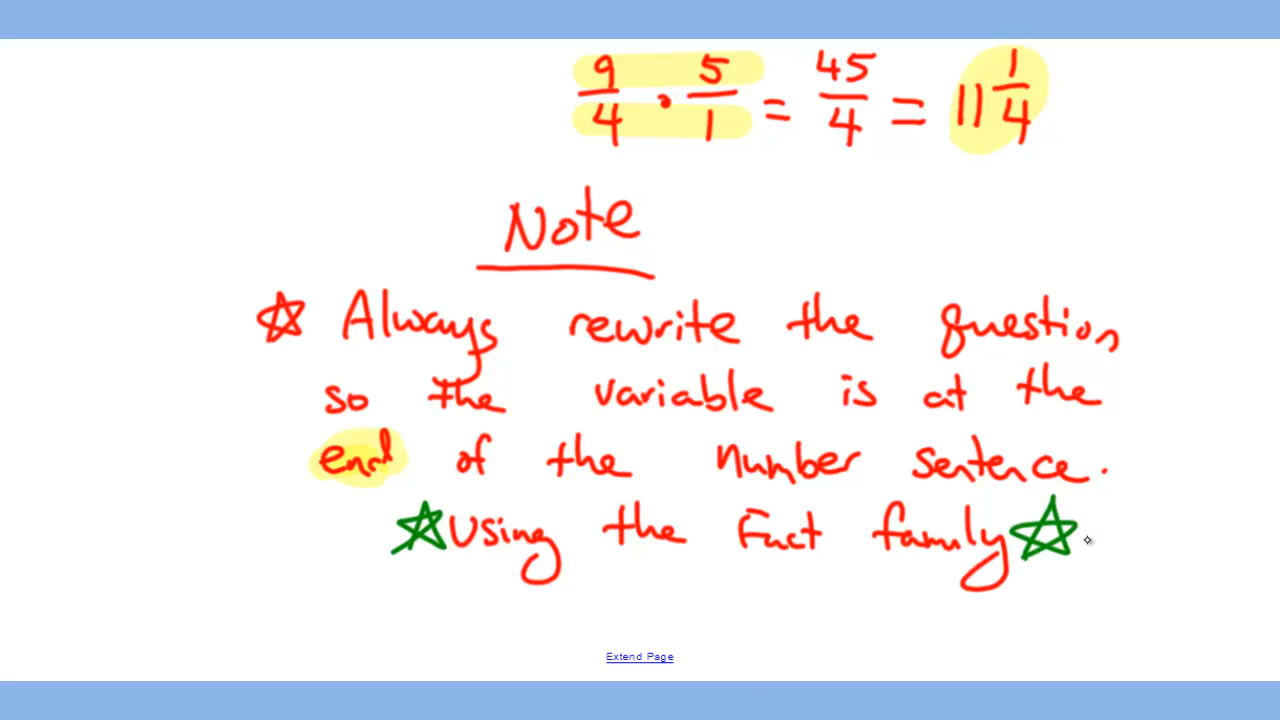 9/4 · 5/1 = 45/4 = 11 1/4
Note
☆ Always rewrite the question
so the variable is at the
end of the number sentence.
☆ Using the Fact family ☆
Extend Page